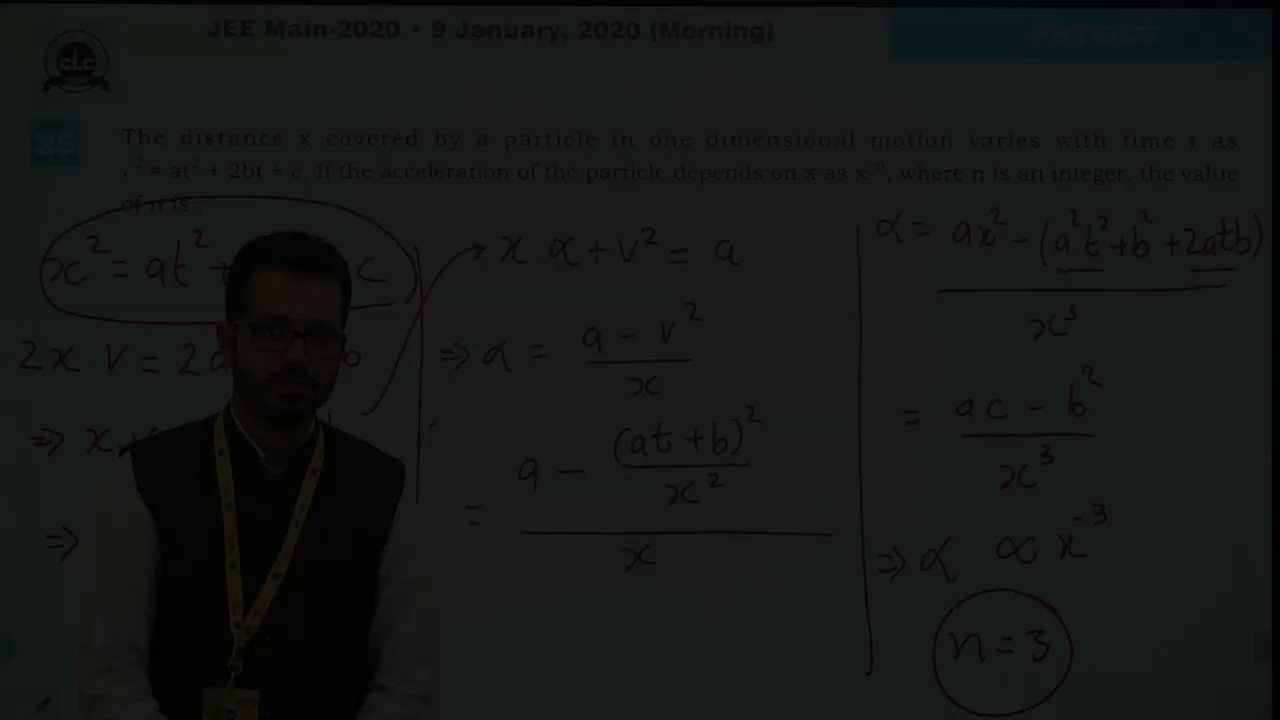 JEE Main-2020 • 9 January, 2020 (Morning)
PHYSICS
CLC
25
The distance x covered by a particle in one dimensional motion varies with time t as
² = at² + 2bt + c. If the acceleration of the particle depends on x as x⁻ⁿ, where n is an integer, the value
of n is
x² = at² + c
2x · v = 2a b
⇒ x
⇒
x α + v² = a
⇒ α = (a − v²) / x
= (a − (at + b)² / x²) / x
α = (ax² − (a²t² + b² + 2atb)) / x³
= (ac − b²) / x³
⇒ α ∝ x⁻³
n = 3